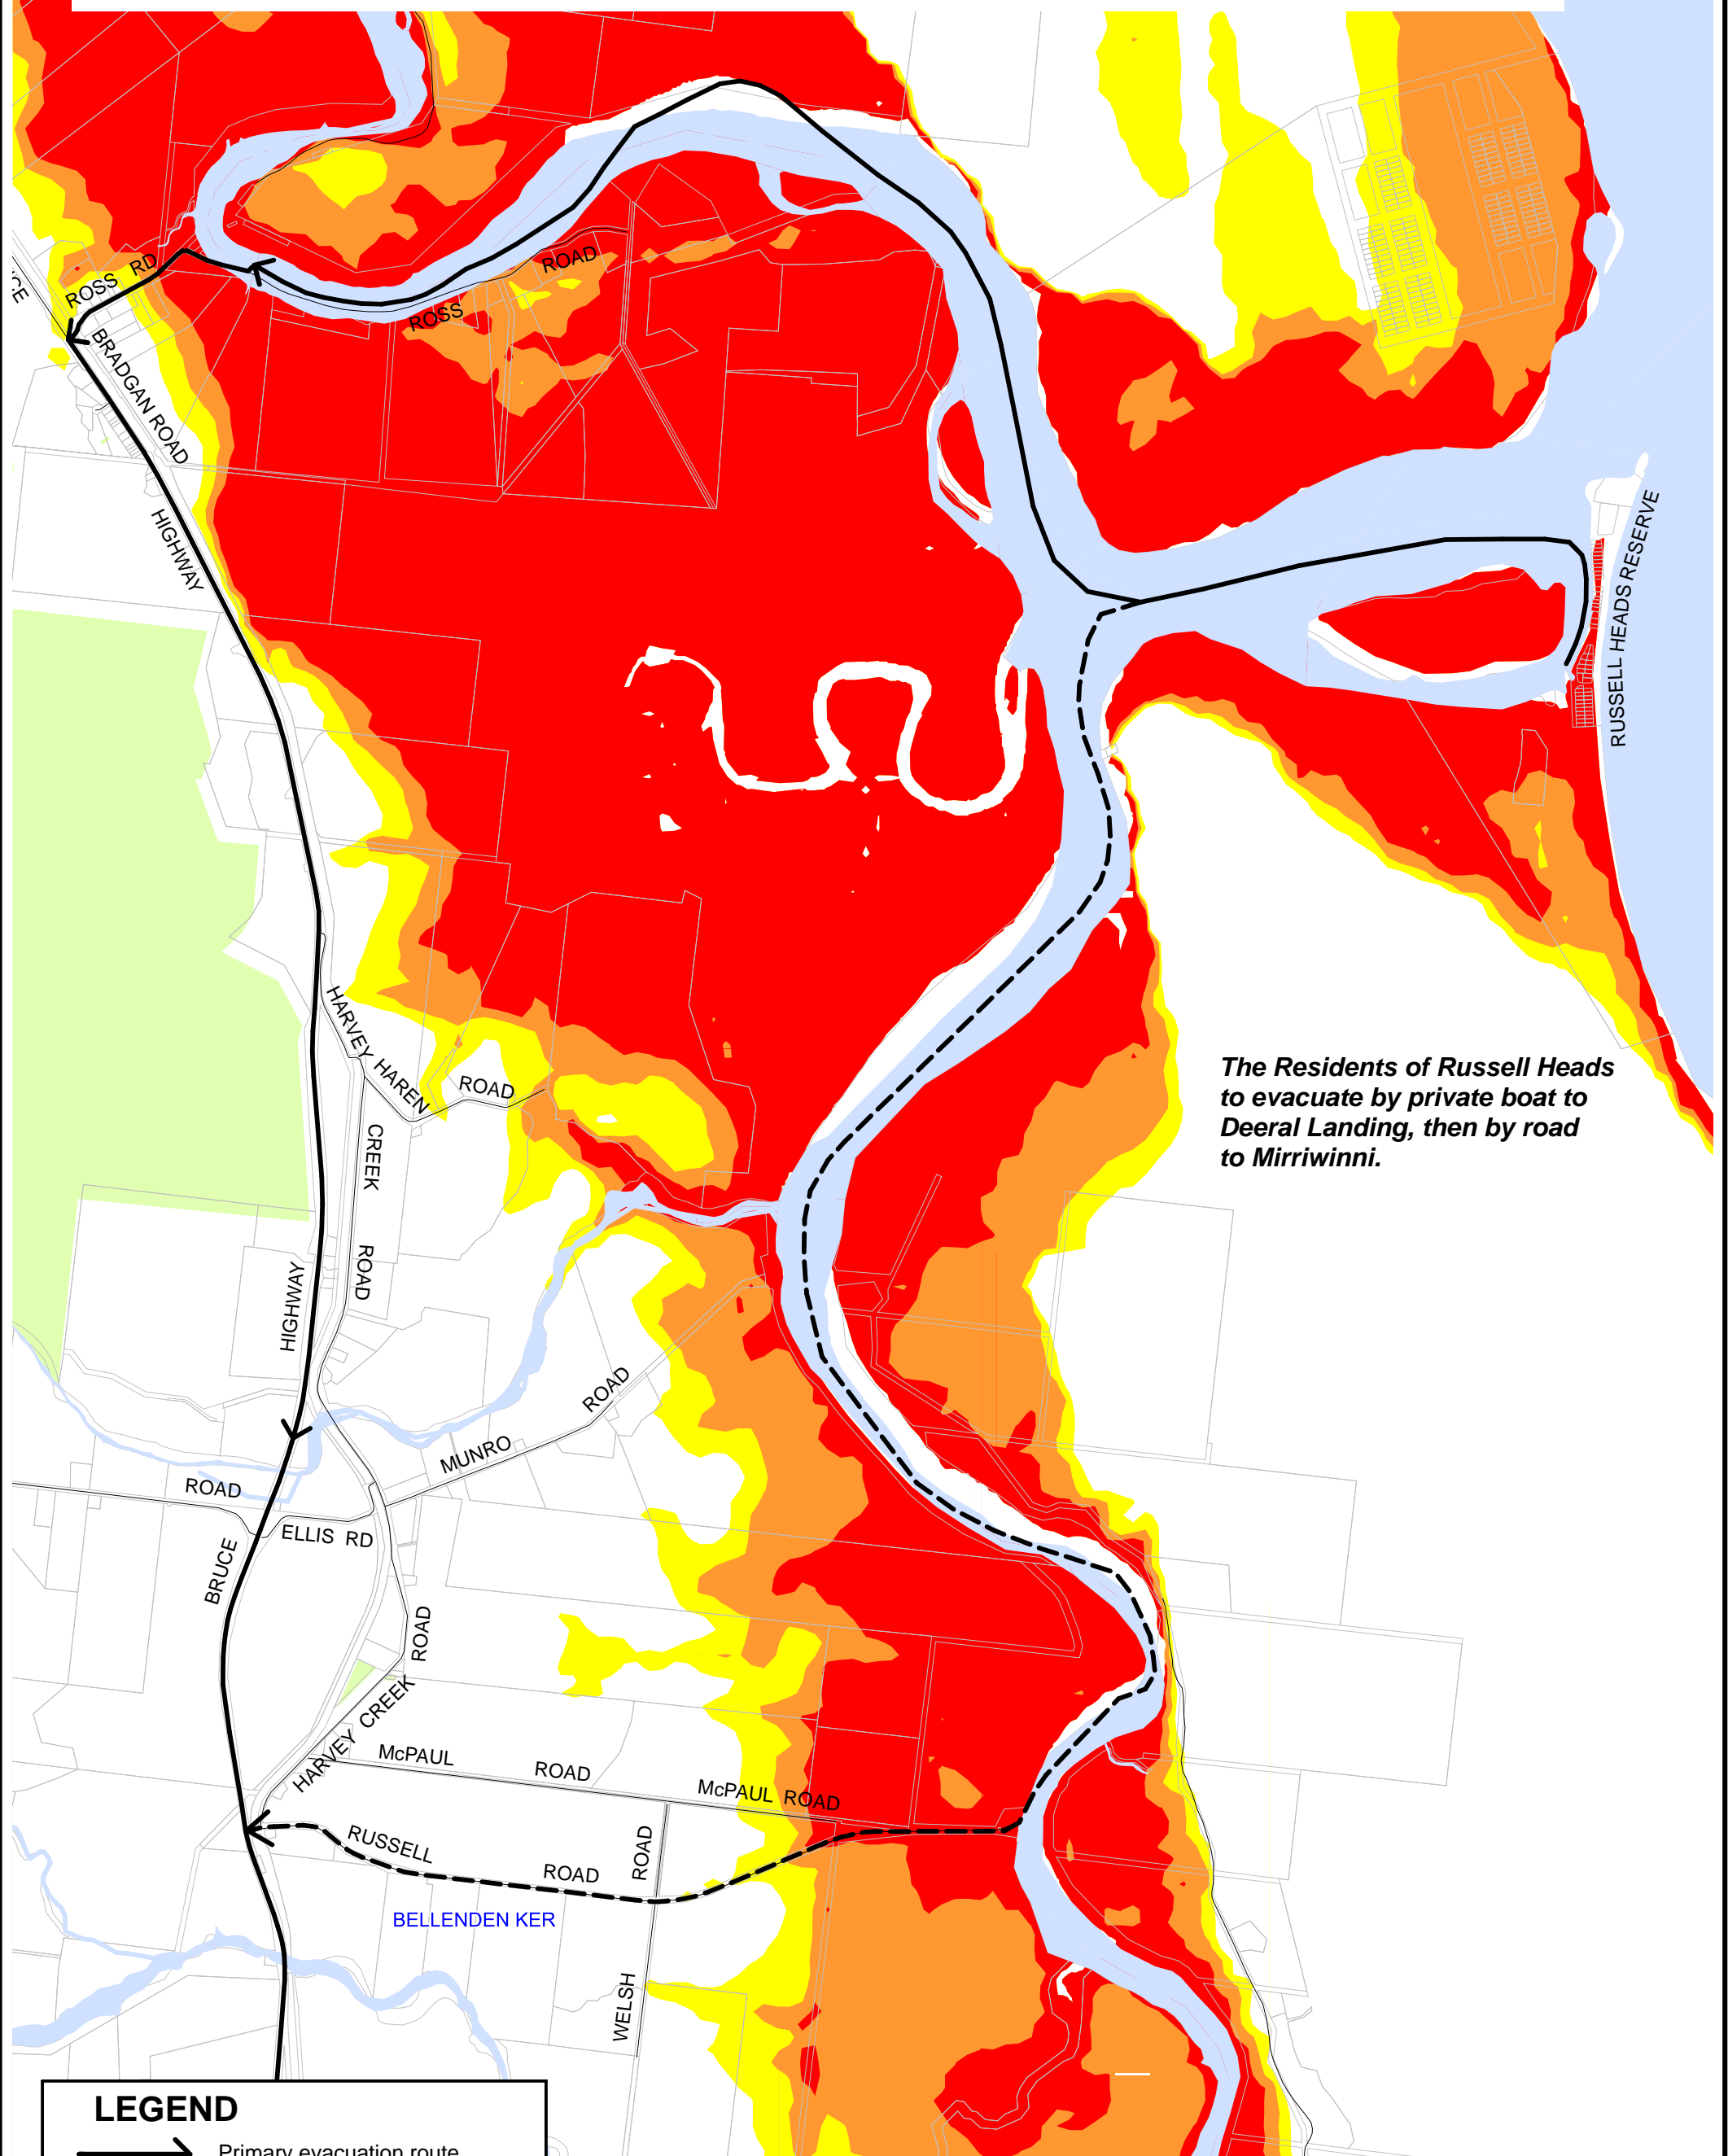 ROSS RD
CE
BRADGAN ROAD
ROSS
ROAD
HIGHWAY
RUSSELL HEADS RESERVE
HARVEY HAREN
ROAD
The Residents of Russell Heads
to evacuate by private boat to
Deeral Landing, then by road
to Mirriwinni.
CREEK
ROAD
HIGHWAY
ROAD
MUNRO
ROAD
ELLIS RD
BRUCE
ROAD
HARVEY CREEK
McPAUL
ROAD
McPAUL ROAD
RUSSELL
ROAD
ROAD
BELLENDEN KER
WELSH
LEGEND
Primary evacuation route